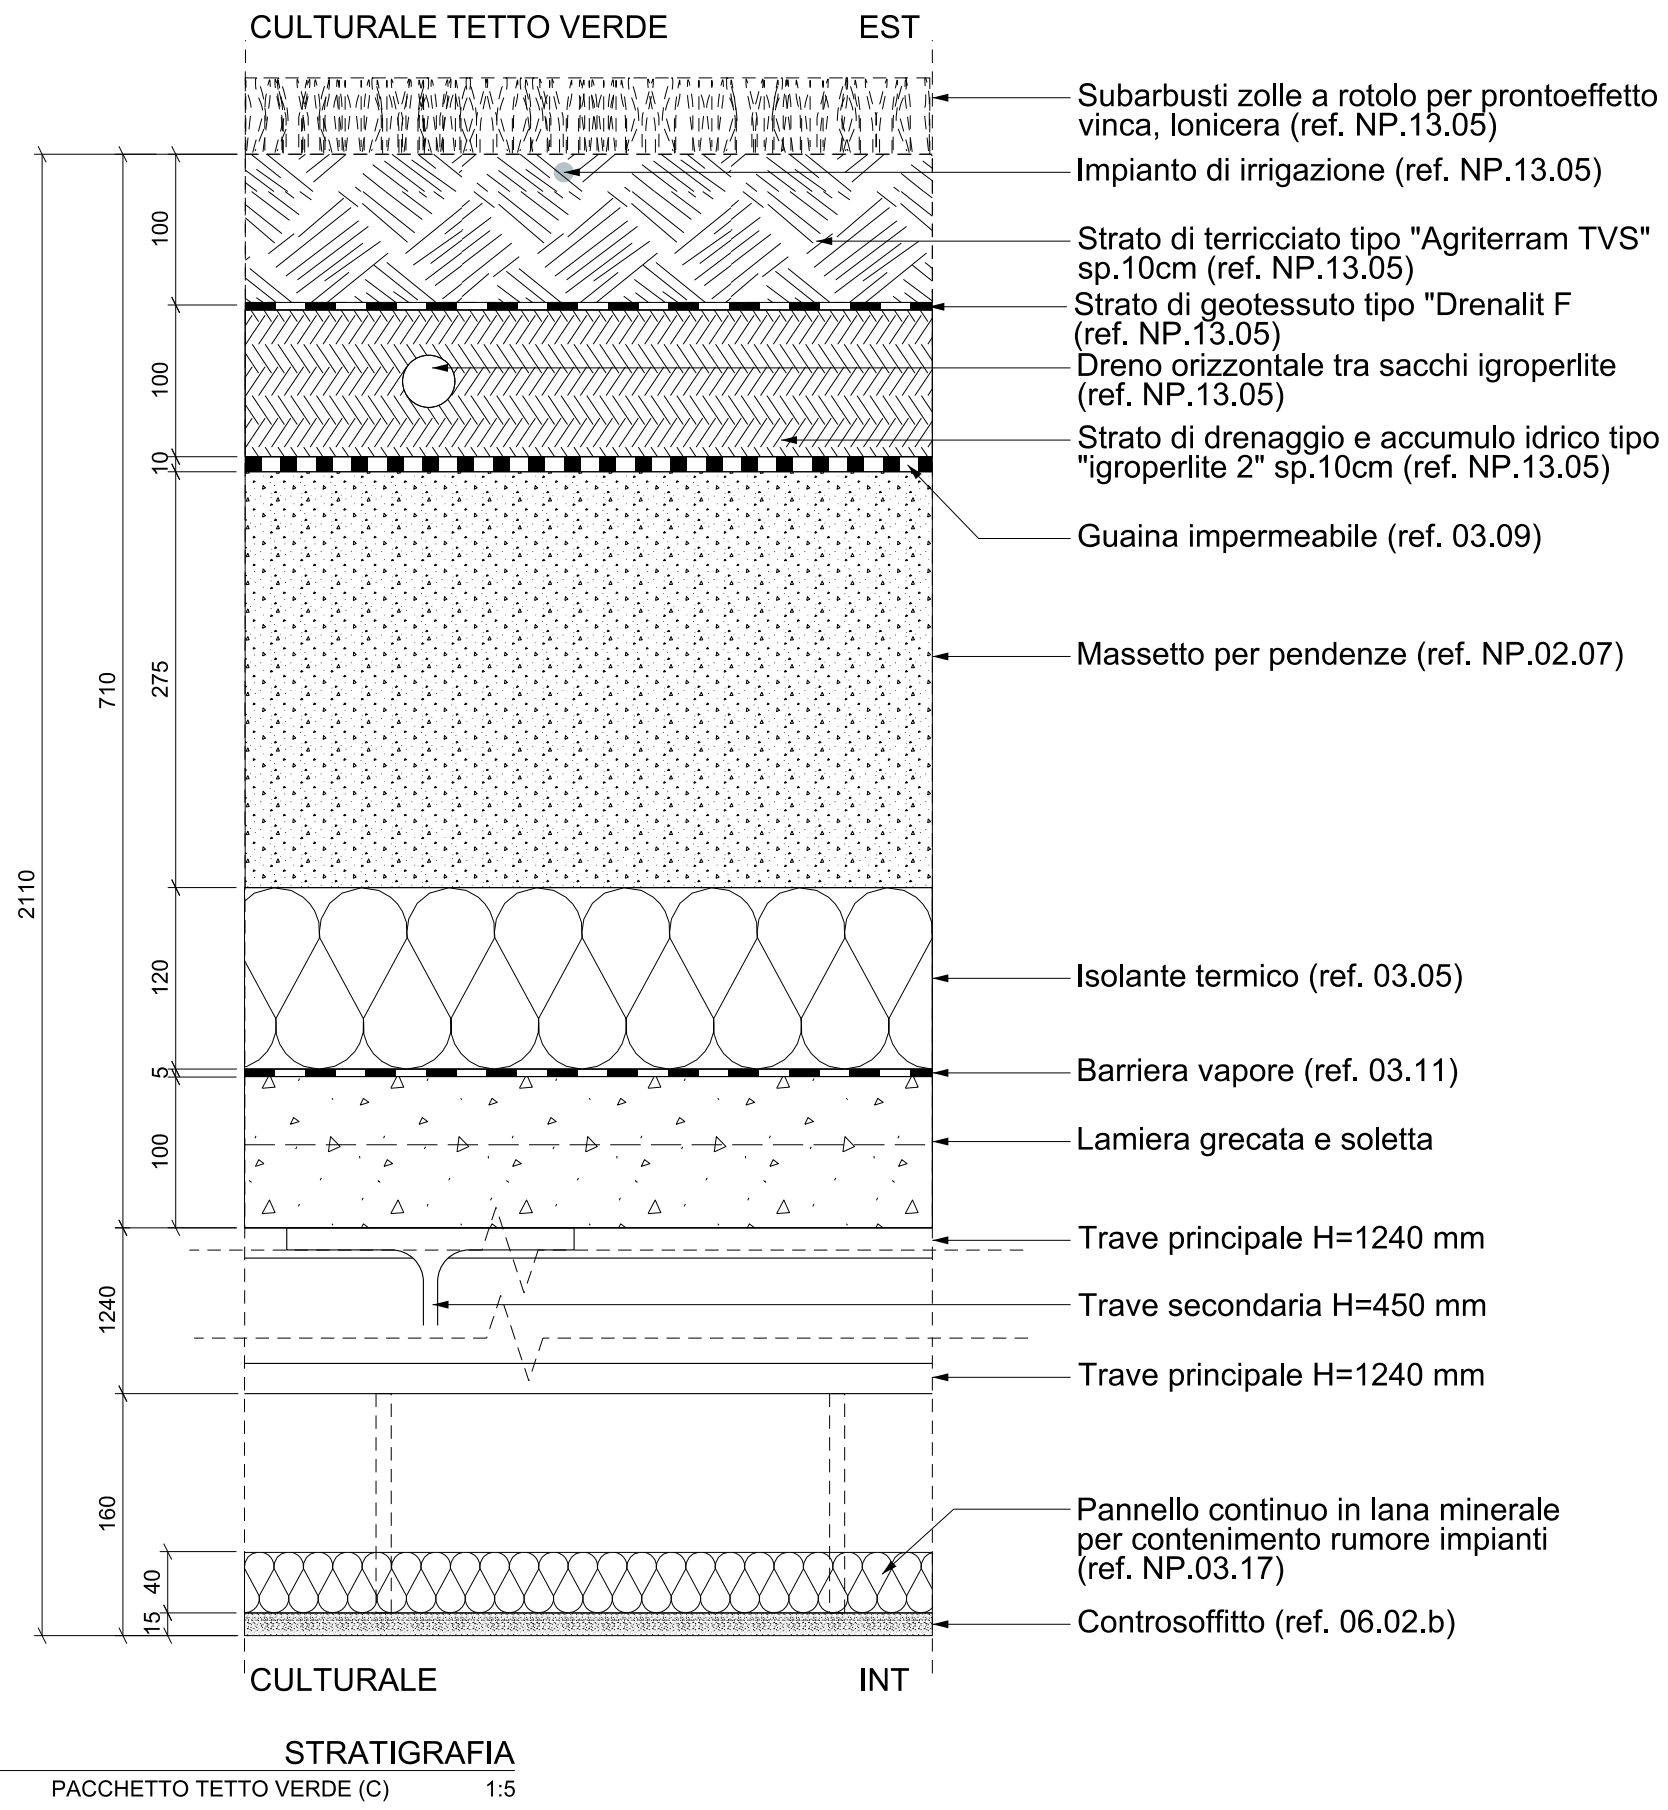 CULTURALE TETTO VERDE EST
Subarbusti zolle a rotolo per prontoeffetto
vinca, lonicera (ref. NP.13.05)
Impianto di irrigazione (ref. NP.13.05)
Strato di terricciato tipo "Agriterram TVS"
sp.10cm (ref. NP.13.05)
Strato di geotessuto tipo "Drenalit F
(ref. NP.13.05)
Dreno orizzontale tra sacchi igroperlite
(ref. NP.13.05)
Strato di drenaggio e accumulo idrico tipo
"igroperlite 2" sp.10cm (ref. NP.13.05)
Guaina impermeabile (ref. 03.09)
Massetto per pendenze (ref. NP.02.07)
Isolante termico (ref. 03.05)
Barriera vapore (ref. 03.11)
Lamiera grecata e soletta
Trave principale H=1240 mm
Trave secondaria H=450 mm
Trave principale H=1240 mm
Pannello continuo in lana minerale
per contenimento rumore impianti
(ref. NP.03.17)
Controsoffitto (ref. 06.02.b)
2110
710
1240
160
100
100
10
275
120
5
100
40
15
CULTURALE INT
STRATIGRAFIA
PACCHETTO TETTO VERDE (C) 1:5